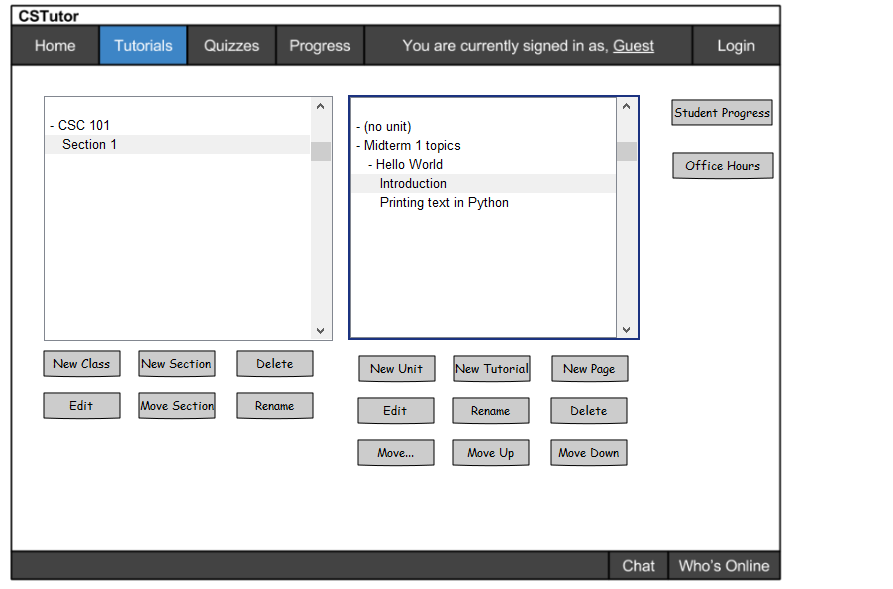 CSTutor
Home
Tutorials
Quizzes
Progress
You are currently signed in as, Guest
Login
- CSC 101
Section 1
- (no unit)
- Midterm 1 topics
- Hello World
Introduction
Printing text in Python
Student Progress
Office Hours
New Class
New Section
Delete
Edit
Move Section
Rename
New Unit
New Tutorial
New Page
Edit
Rename
Delete
Move...
Move Up
Move Down
Chat
Who's Online